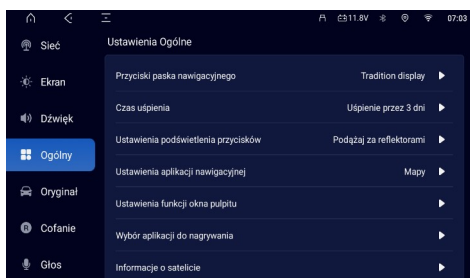 11.8V
07:03
Sieć
Ekran
Dźwięk
Ogólny
Oryginał
R Cofanie
Głos
Ustawienia Ogólne
Przyciski paska nawigacyjnego Tradition display
Czas uśpienia Uśpienie przez 3 dni
Ustawienia podświetlenia przycisków Podążaj za reflektorami
Ustawienia aplikacji nawigacyjnej Mapy
Ustawienia funkcji okna pulpitu
Wybór aplikacji do nagrywania
Informacje o satelicie